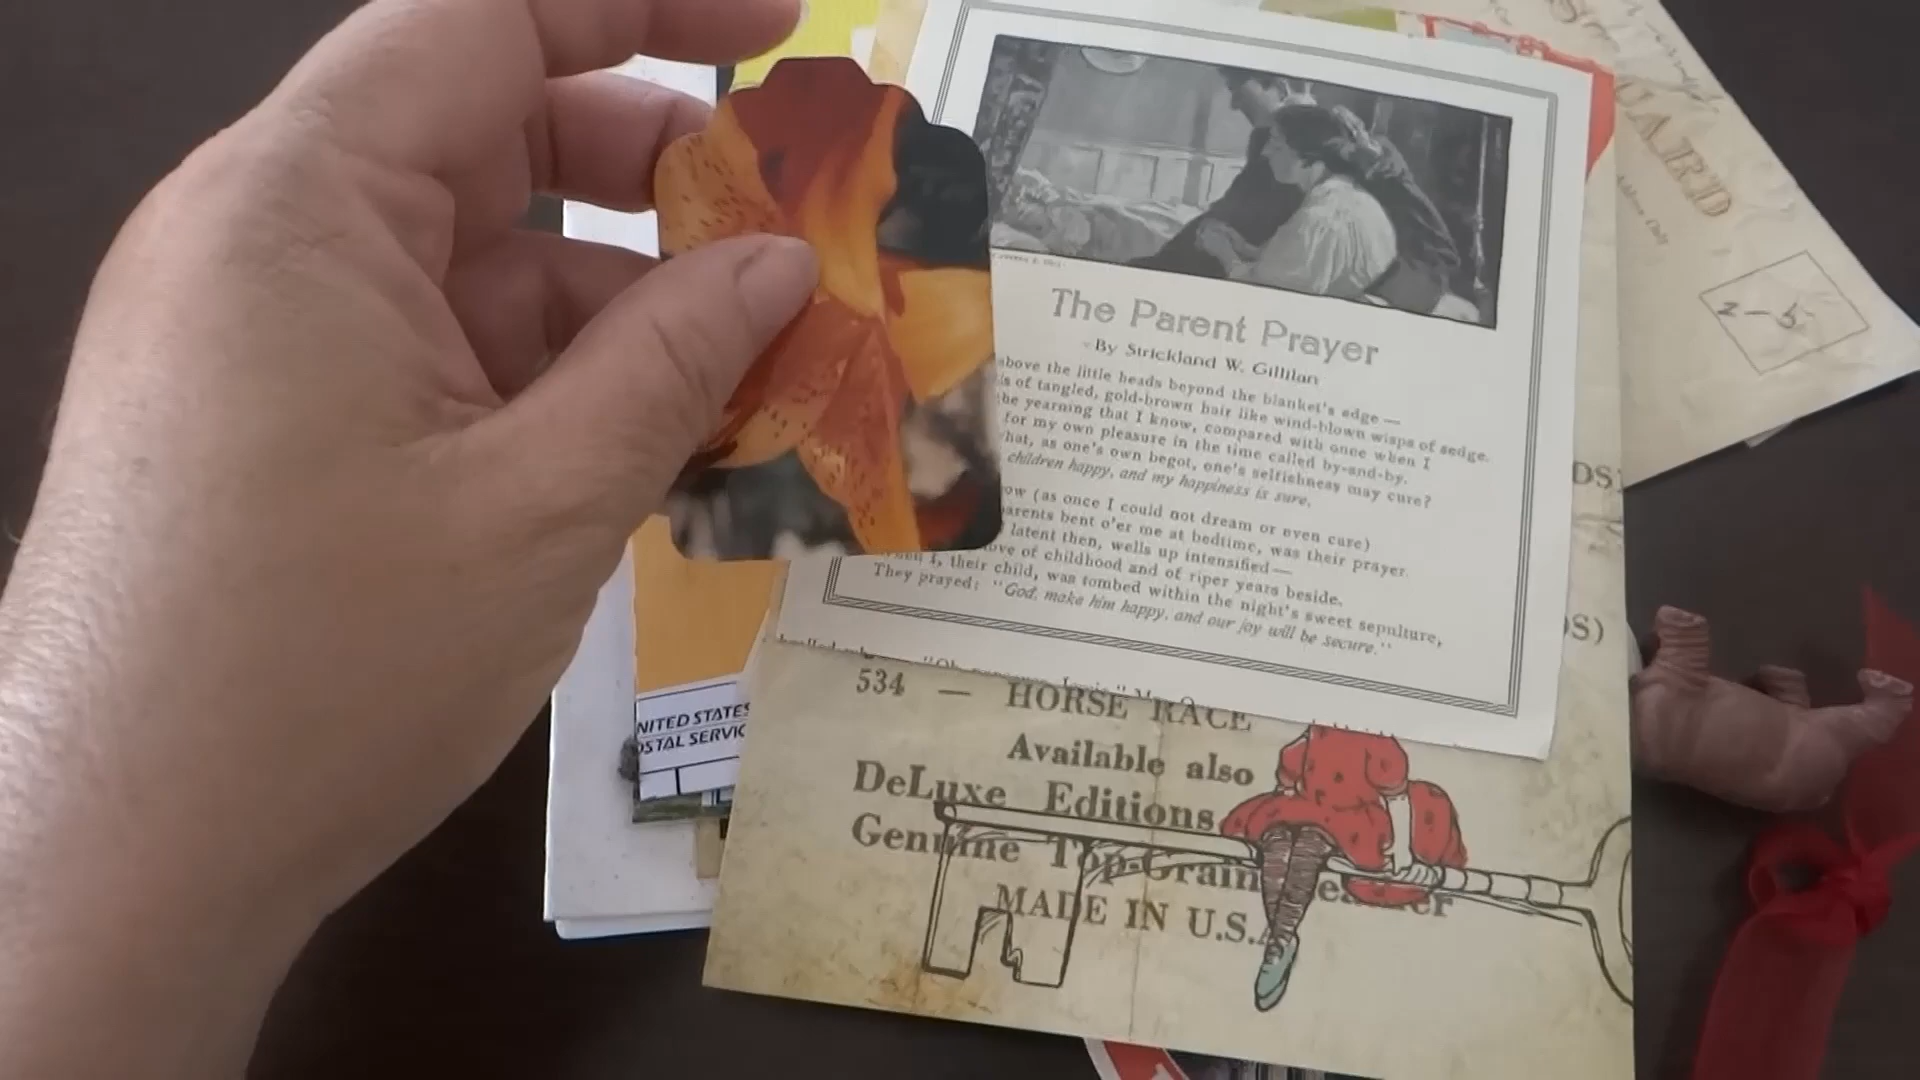 The Parent Prayer
By Strickland W. Gillilan
above the little heads beyond the blanket's edge —
of tangled, gold-brown hair like wind-blown wisps of sedge.
the yearning that I know, compared with once when I
for my own pleasure in the time called by-and-by.
what, as one's own begot, one's selfishness may cure?
children happy, and my happiness is sure.
(as once I could not dream or even care)
parents bent o'er me at bedtime, was their prayer.
latent then, wells up intensified—
love of childhood and of riper years beside.
I, their child, was tombed within the night's sweet sepulture,
They prayed: "God, make him happy, and our joy will be secure."
534 — HORSE RACE
Available also
DeLuxe Editions
Genuine Top-Grain
MADE IN U.S.A
NITED STATES
OSTAL SERVIC
DS:
S)
2-5